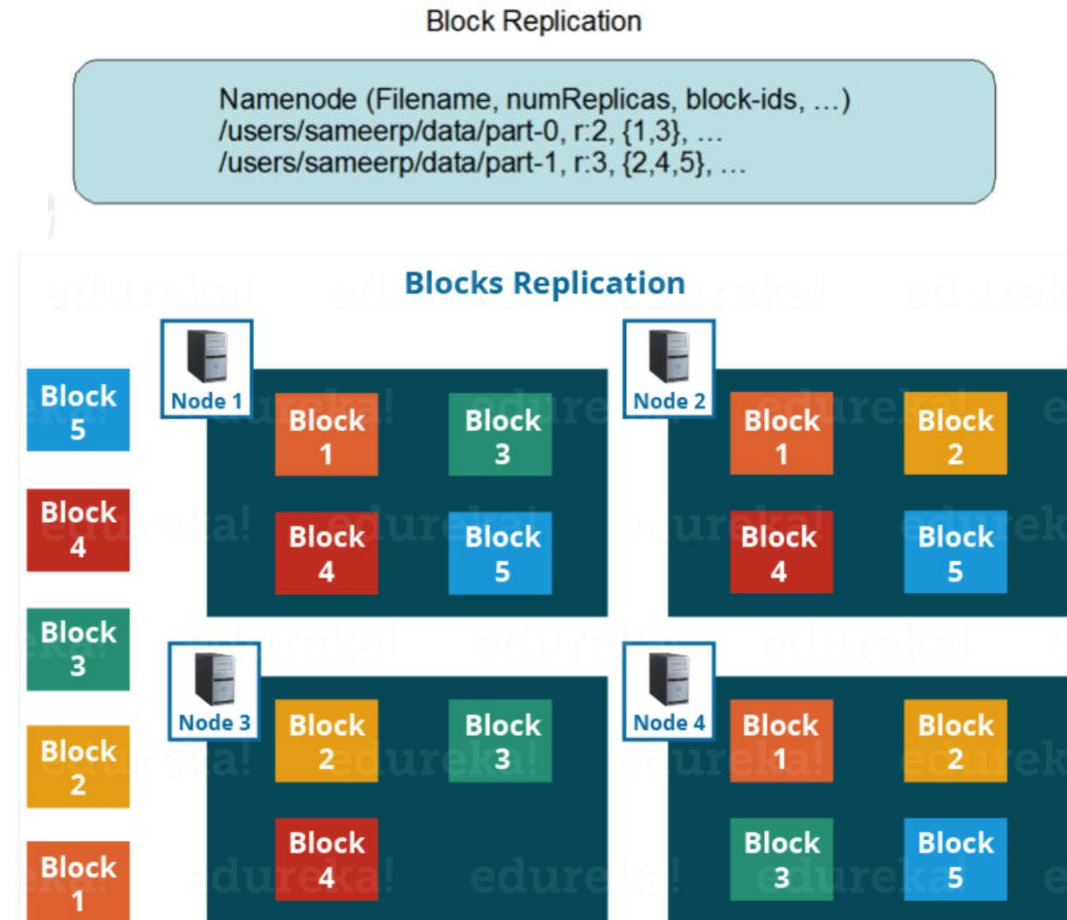 Block Replication
Namenode (Filename, numReplicas, block-ids, …)
/users/sameerp/data/part-0, r:2, {1,3}, …
/users/sameerp/data/part-1, r:3, {2,4,5}, …
Blocks Replication
Block
5
Block
4
Block
3
Block
2
Block
1
Node 1
Block
1
Block
3
Block
4
Block
5
Node 2
Block
1
Block
2
Block
4
Block
5
Node 3
Block
2
Block
3
Block
4
Node 4
Block
1
Block
2
Block
3
Block
5
edureka!